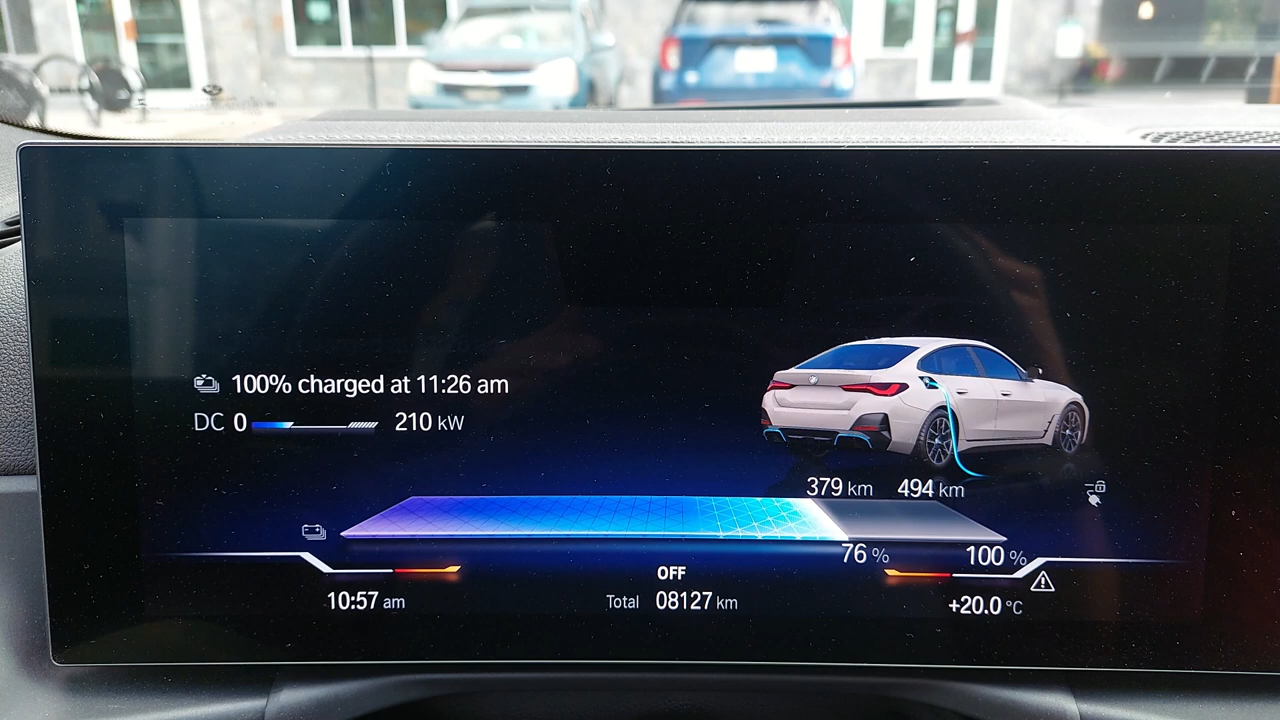 100% charged at 11:26 am
DC 0 210 kW
379 km 494 km
76 % 100 %
OFF
10:57 am Total 08127 km +20.0 °C